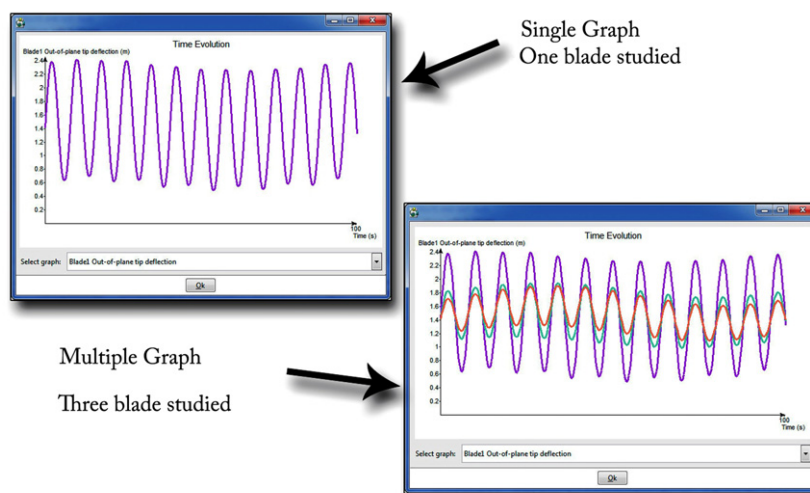 Single Graph
One blade studied
Time Evolution
Blade1 Out-of-plane tip deflection (m)
2.4
2.2
2
1.8
1.6
1.4
1.2
1
0.8
0.6
0.4
0.2
100
Time (s)
Select graph: Blade1 Out-of-plane tip deflection
Ok
Multiple Graph
Three blade studied
Time Evolution
Blade1 Out-of-plane tip deflection (m)
2.4
2.2
2
1.8
1.6
1.4
1.2
1
0.8
0.6
0.4
0.2
100
Time (s)
Select graph: Blade1 Out-of-plane tip deflection
Ok